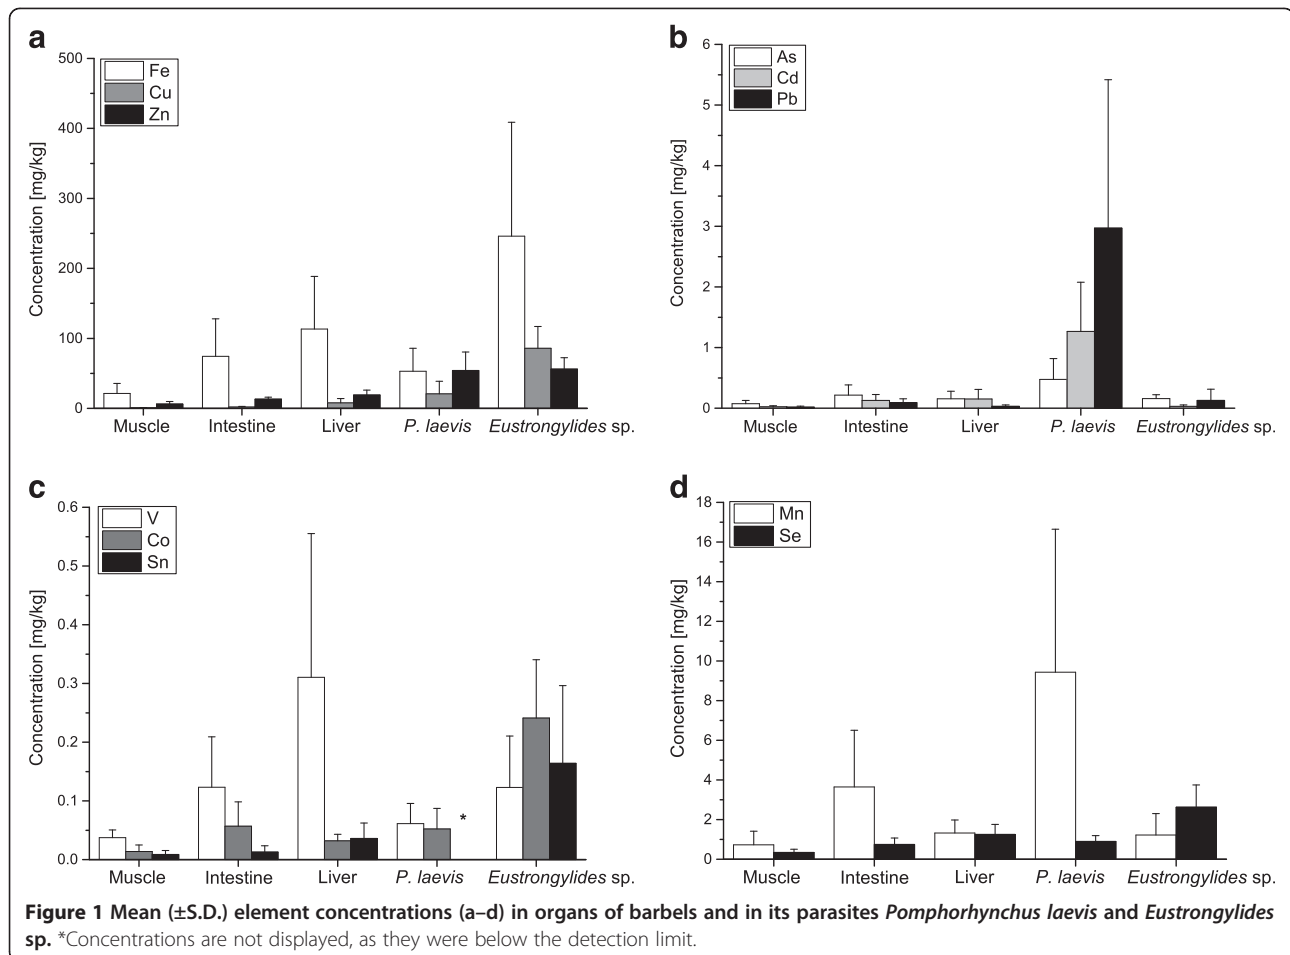 a
500
400
300
200
100
0
Concentration [mg/kg]
Fe
Cu
Zn
Muscle Intestine Liver P. laevis Eustrongylides sp.
b
6
5
4
3
2
1
0
Concentration [mg/kg]
As
Cd
Pb
Muscle Intestine Liver P. laevis Eustrongylides sp.
c
0.6
0.5
0.4
0.3
0.2
0.1
0.0
Concentration [mg/kg]
V
Co
Sn
*
Muscle Intestine Liver P. laevis Eustrongylides sp.
d
18
16
14
12
10
8
6
4
2
0
Concentration [mg/kg]
Mn
Se
Muscle Intestine Liver P. laevis Eustrongylides sp.
Figure 1 Mean (±S.D.) element concentrations (a–d) in organs of barbels and in its parasites Pomphorhynchus laevis and Eustrongylides
sp. *Concentrations are not displayed, as they were below the detection limit.